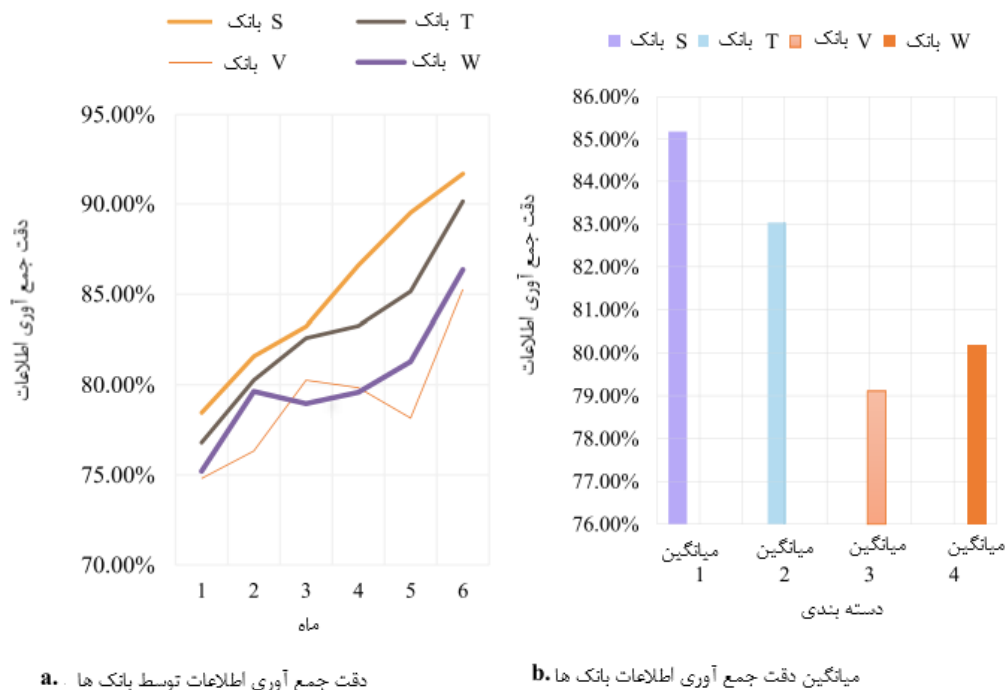 بانک S
بانک T
بانک V
بانک W
95.00%
90.00%
85.00%
80.00%
75.00%
70.00%
دقت جمع آوری اطلاعات
1 2 3 4 5 6
ماه
a. دقت جمع آوری اطلاعات توسط بانک ها .
بانک S بانک T بانک V بانک W
86.00%
85.00%
84.00%
83.00%
82.00%
81.00%
80.00%
79.00%
78.00%
77.00%
76.00%
دقت جمع آوری اطلاعات
میانگین 1
میانگین 2
میانگین 3
میانگین 4
دسته بندی
b. میانگین دقت جمع آوری اطلاعات بانک ها